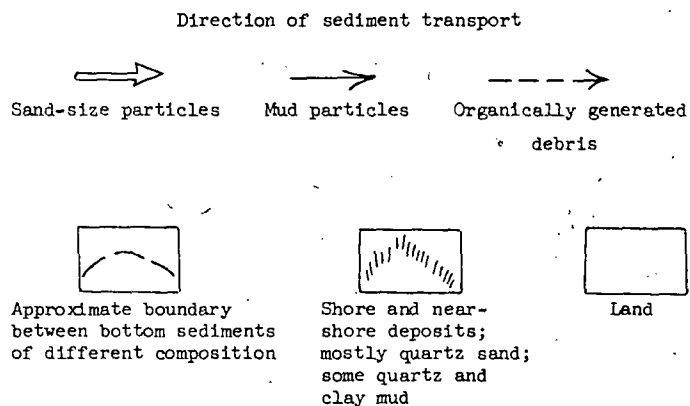 Direction of sediment transport
Sand-size particles
Mud particles
Organically generated
debris
Approximate boundary
between bottom sediments
of different composition
Shore and near-
shore deposits;
mostly quartz sand;
some quartz and
clay mud
Land